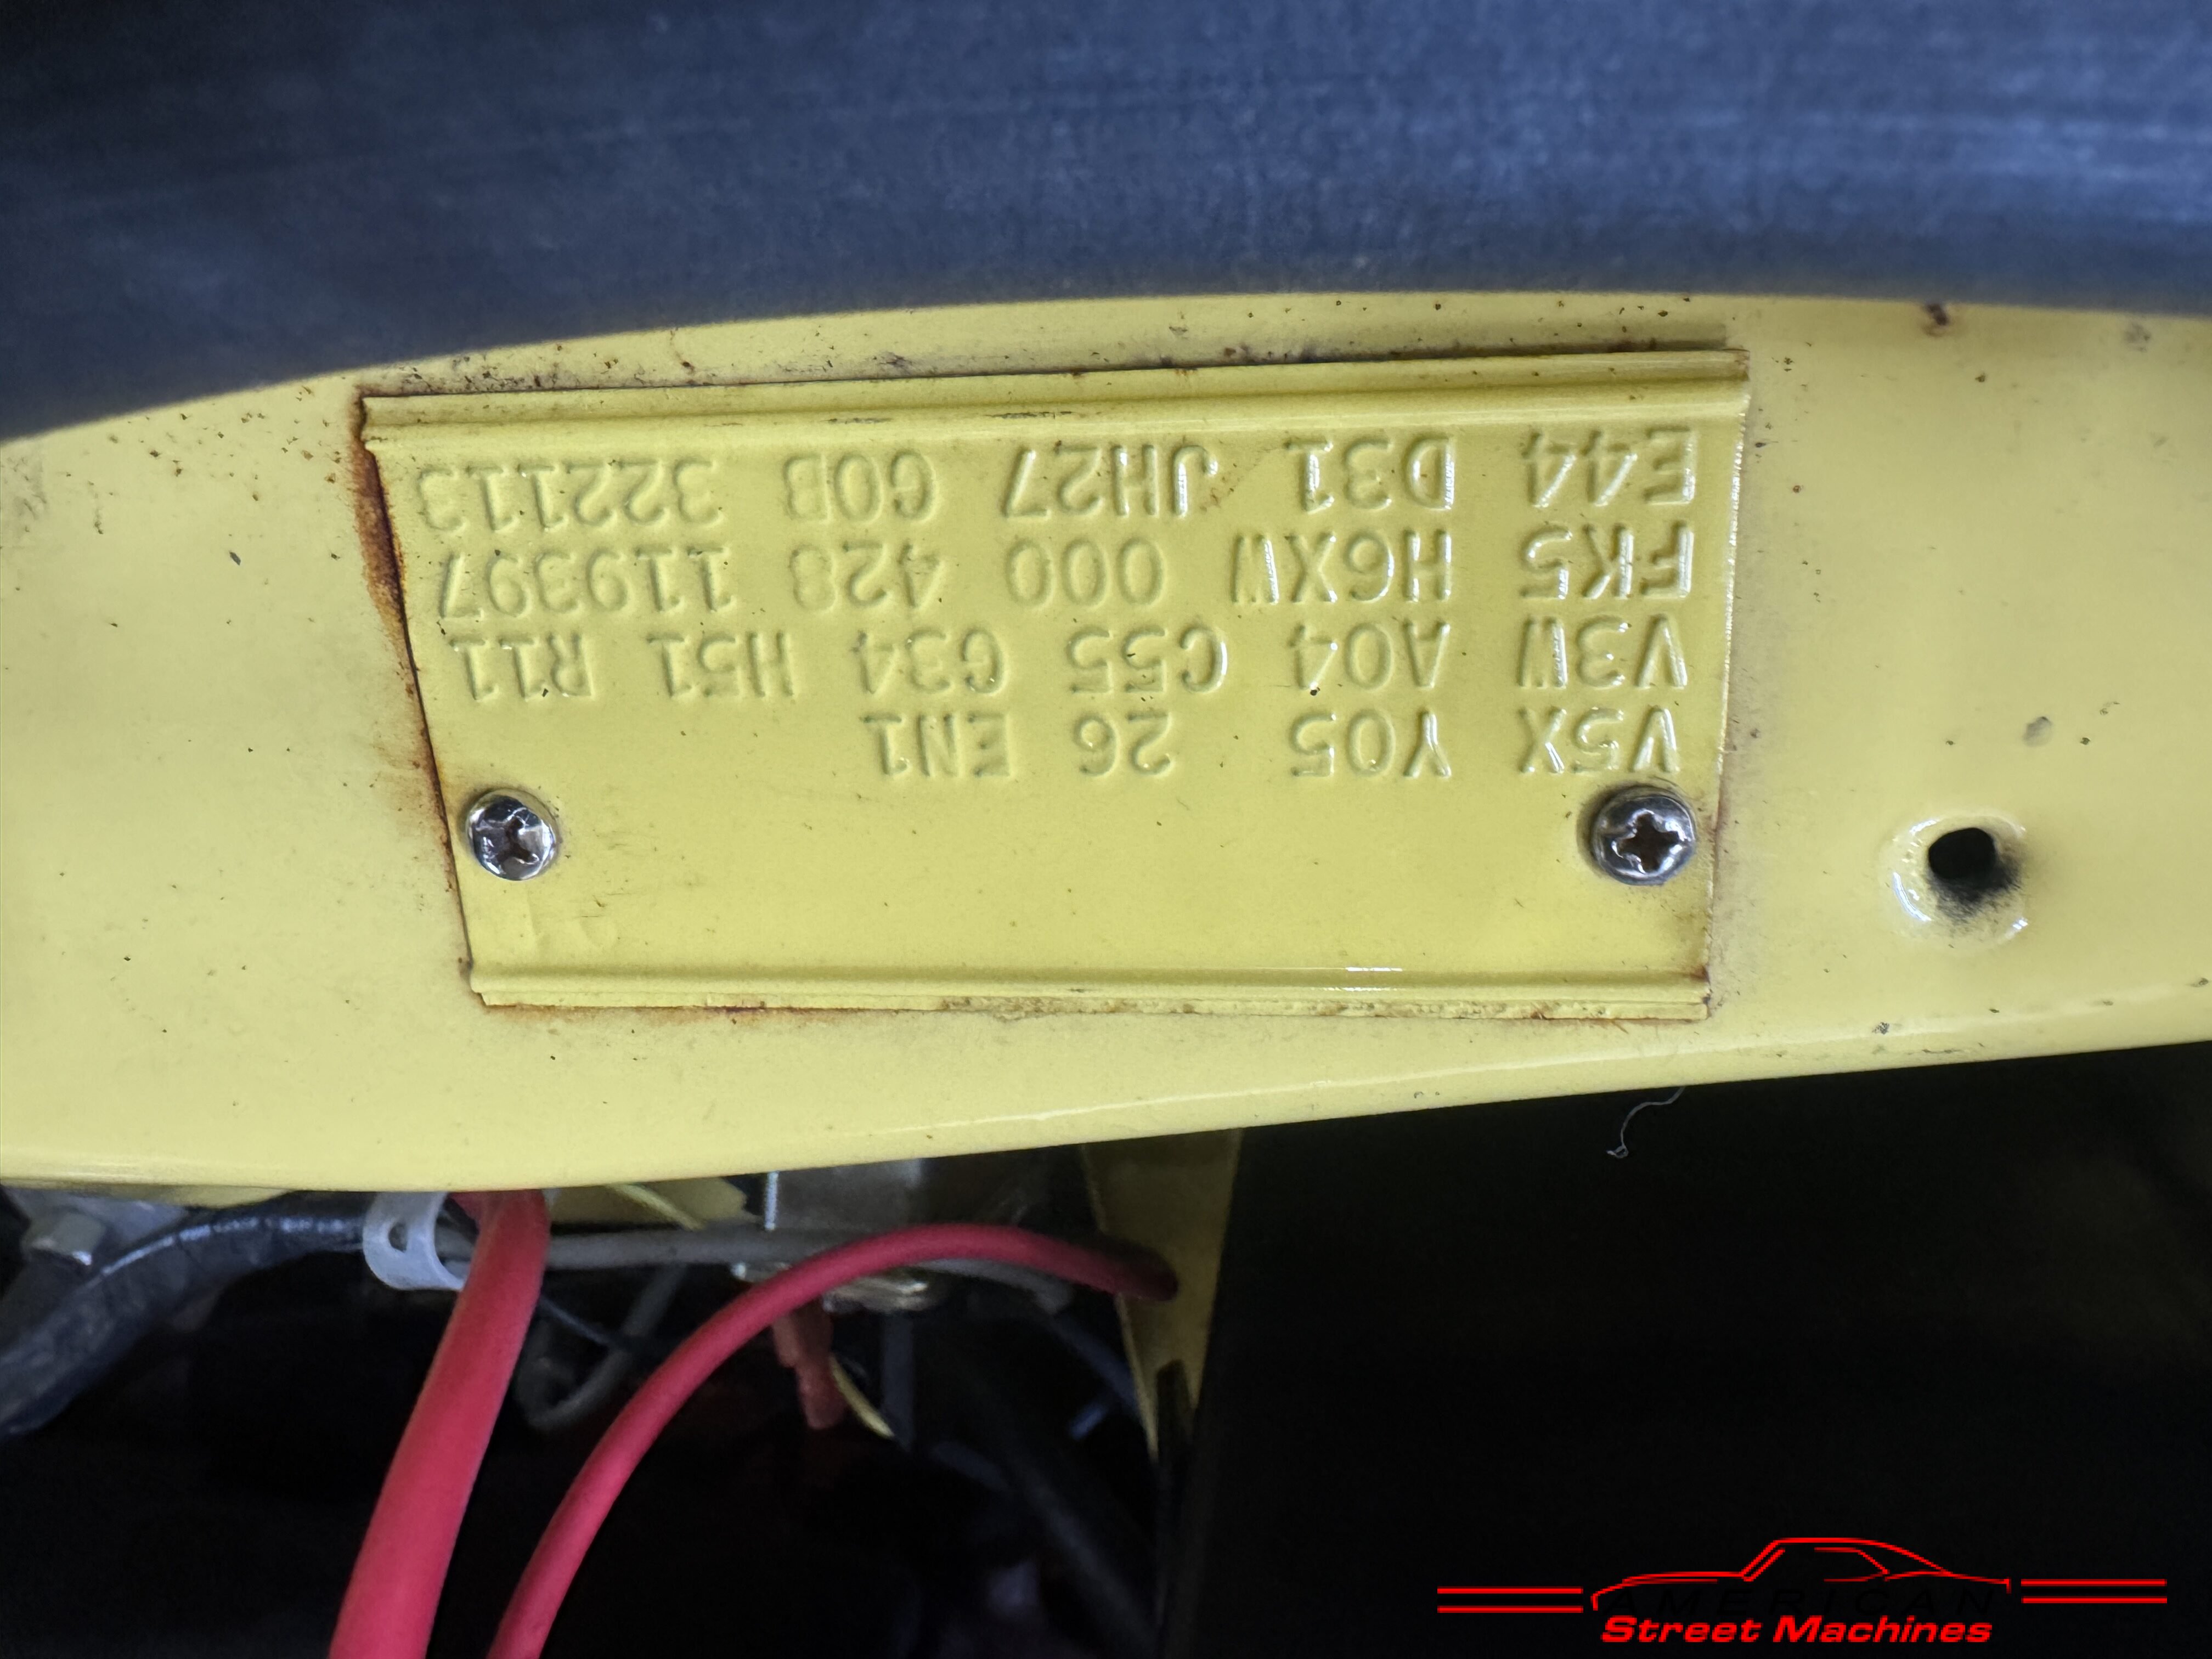 V5X Y05 26 EN1
V3W A04 C55 G34 H51 R11
FK5 H6XW 000 428 119397
E44 D31 JH27 G0B 322113
AMERICAN
Street Machines